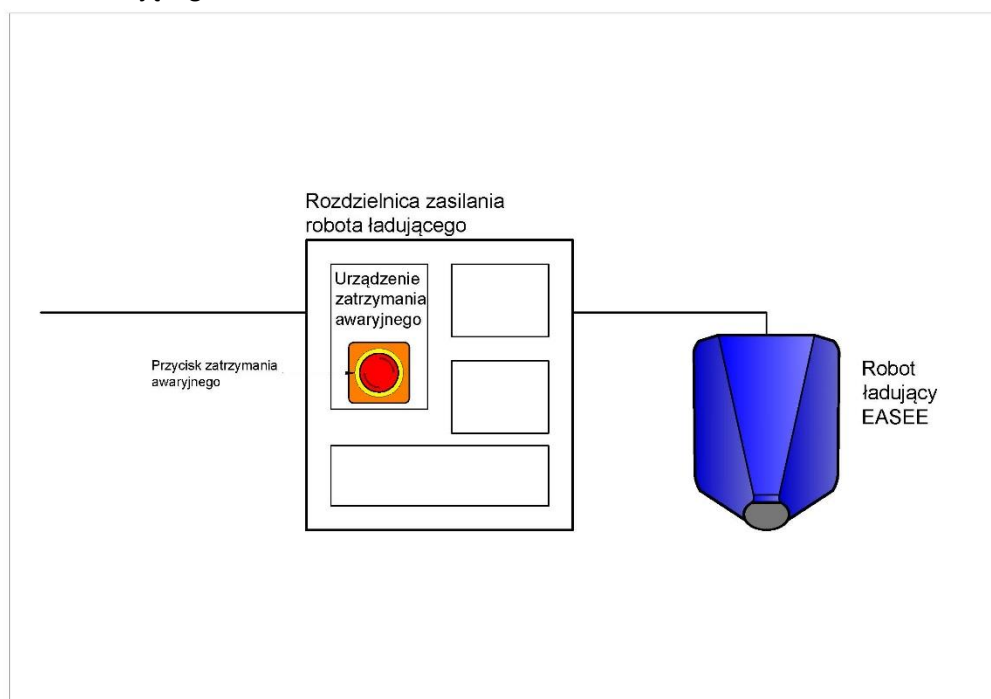 Rozdzielnica zasilania
robota ładującego
Urządzenie
zatrzymania
awaryjnego
Przycisk zatrzymania
awaryjnego
Robot
ładujący
EASEE